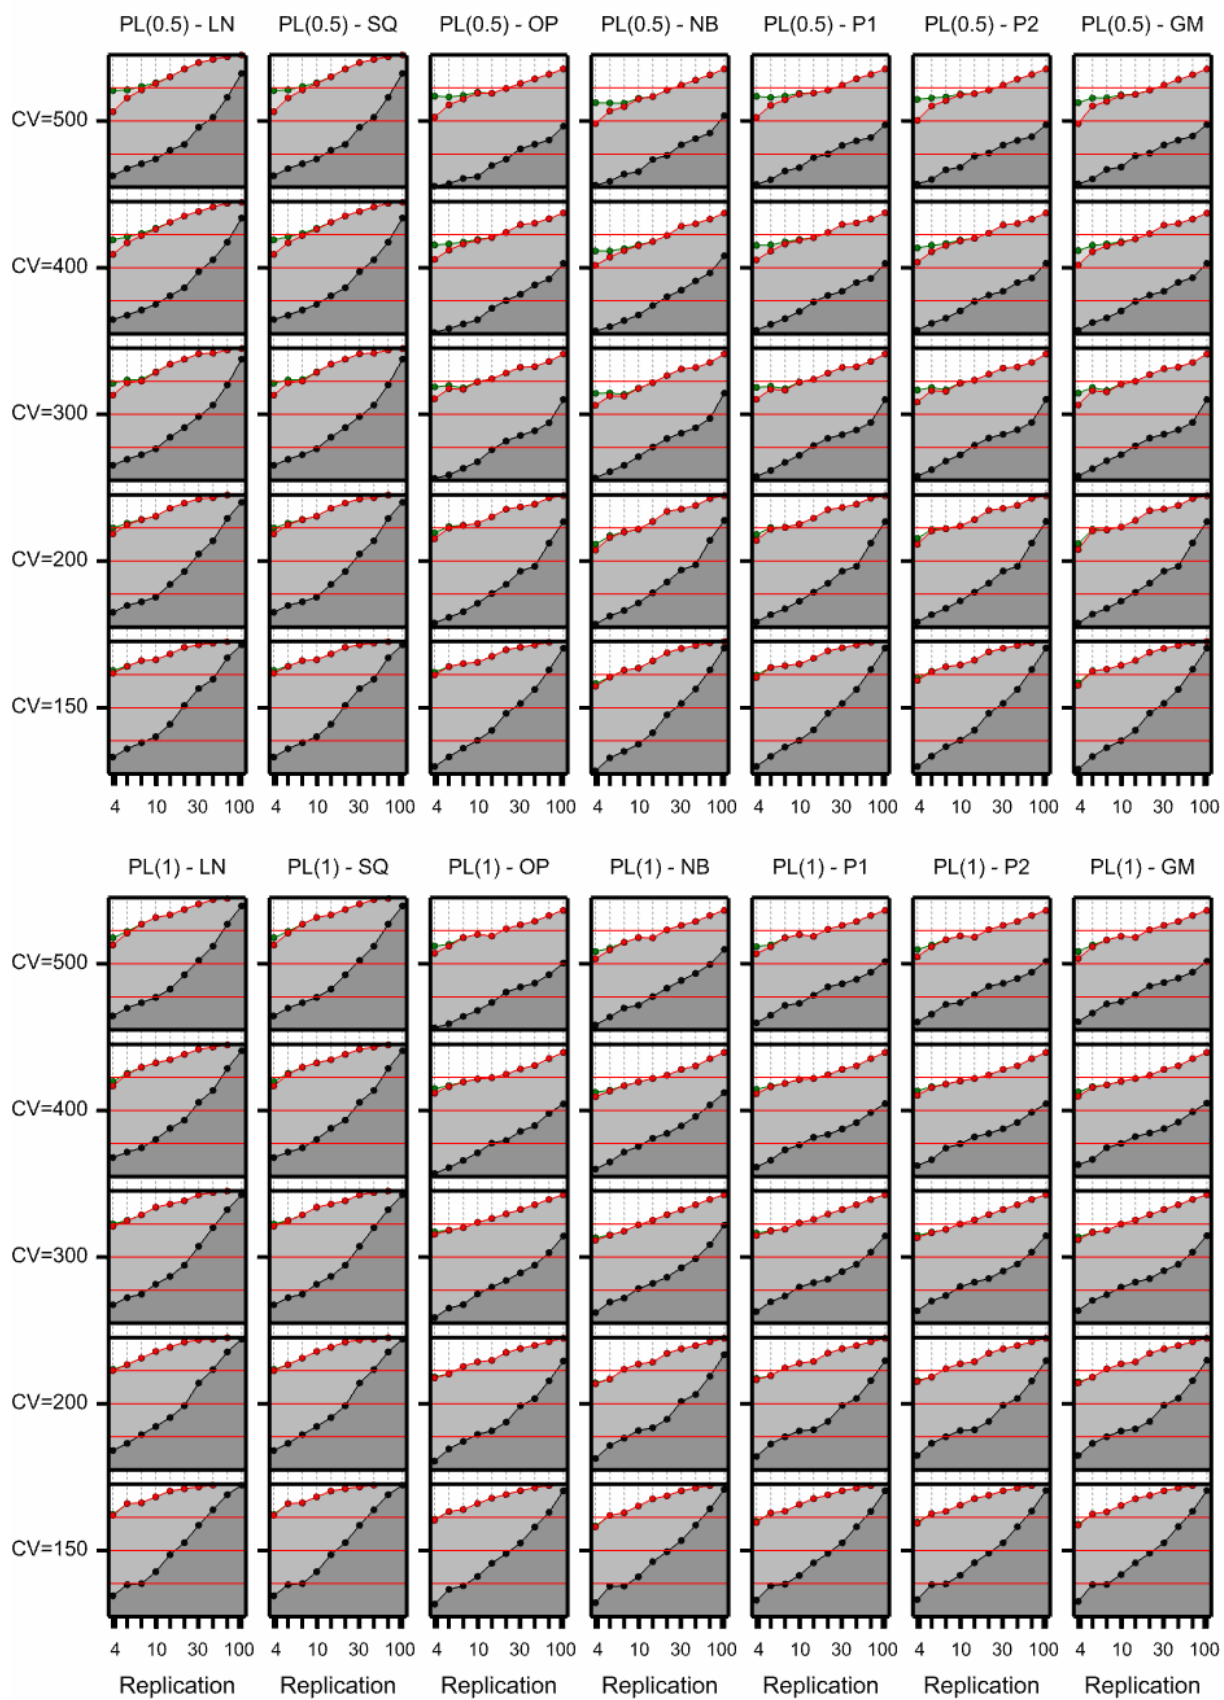 PL(0.5) - LN PL(0.5) - SQ PL(0.5) - OP PL(0.5) - NB PL(0.5) - P1 PL(0.5) - P2 PL(0.5) - GM
CV=500
CV=400
CV=300
CV=200
CV=150
4 10 30 100 4 10 30 100 4 10 30 100 4 10 30 100 4 10 30 100 4 10 30 100 4 10 30 100
PL(1) - LN PL(1) - SQ PL(1) - OP PL(1) - NB PL(1) - P1 PL(1) - P2 PL(1) - GM
CV=500
CV=400
CV=300
CV=200
CV=150
4 10 30 100 4 10 30 100 4 10 30 100 4 10 30 100 4 10 30 100 4 10 30 100 4 10 30 100
Replication Replication Replication Replication Replication Replication Replication